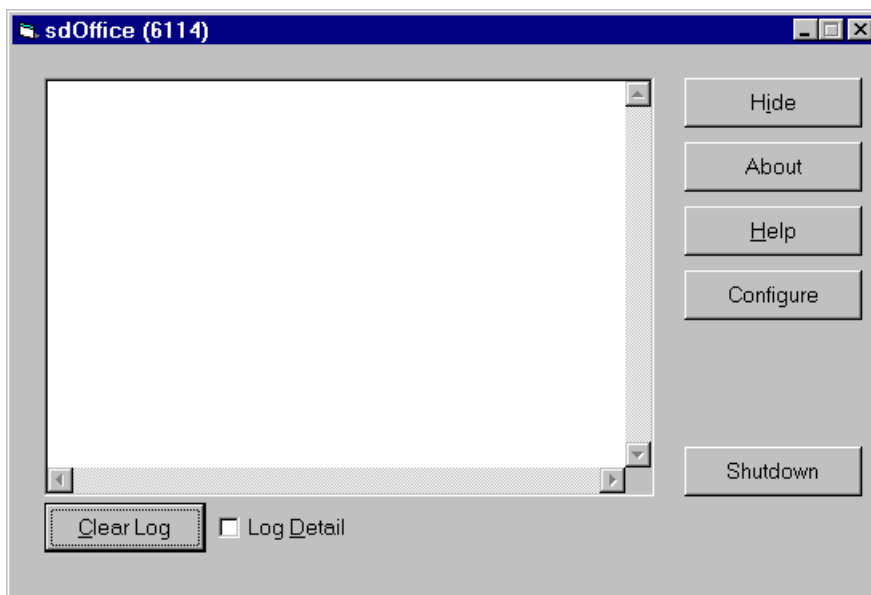 sdOffice (6114)
Hide
About
Help
Configure
Shutdown
Clear Log
Log Detail